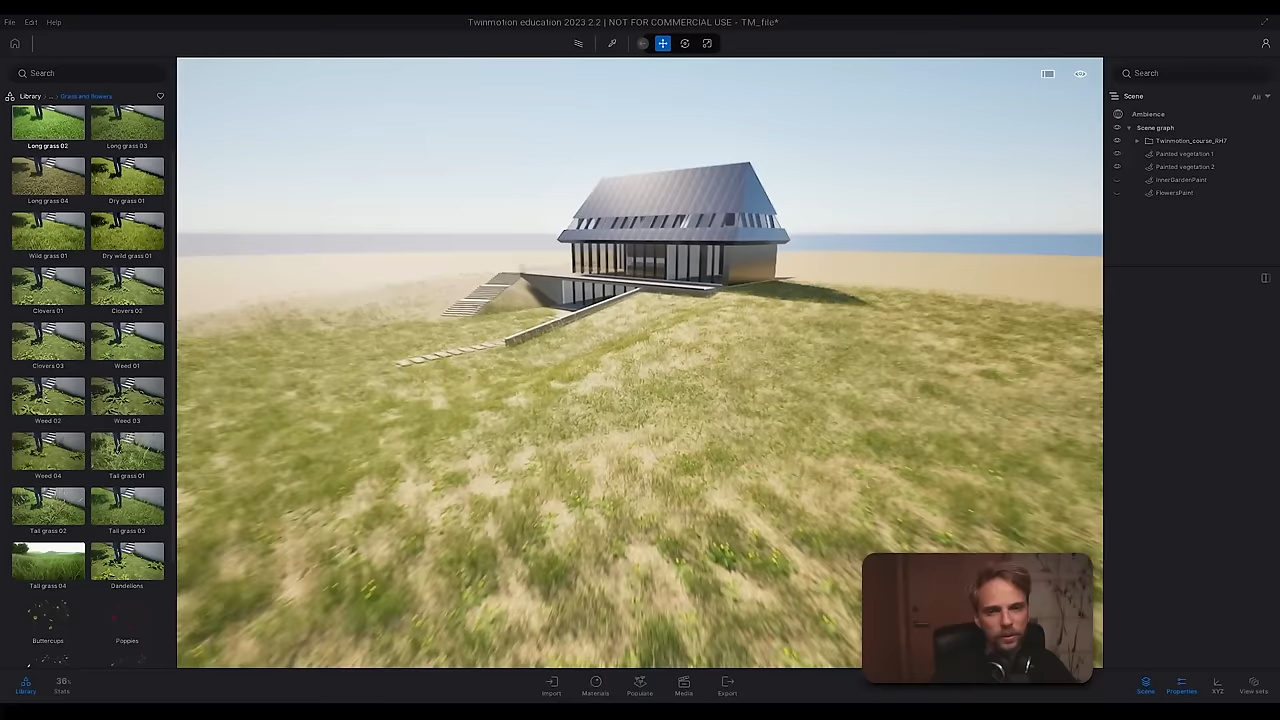 File Edit Help
Twinmotion education 2023 2.2 | NOT FOR COMMERCIAL USE - TM_file*
Search
Library > ... > Grass and flowers
Long grass 02
Long grass 03
Long grass 04
Dry grass 01
Wild grass 01
Dry wild grass 01
Clovers 01
Clovers 02
Clovers 03
Weed 01
Weed 02
Weed 03
Weed 04
Tall grass 01
Tall grass 02
Tall grass 03
Tall grass 04
Dandelions
Buttercups
Poppies
Search
Scene
All
Ambience
Scene graph
Twinmotion_course_RH7
Painted vegetation 1
Painted vegetation 2
InnerGardenPaint
FlowersPaint
Library
36%
Stats
Import
Materials
Populate
Media
Export
Scene
Properties
XYZ
View sets